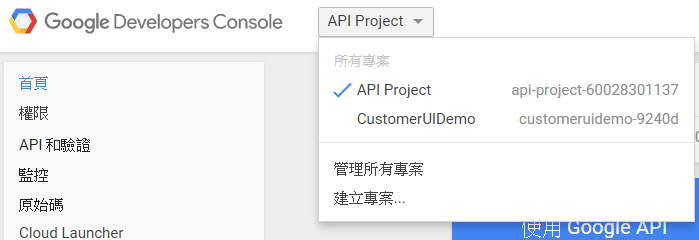 Google Developers Console
API Project
所有專案
API Project api-project-60028301137
CustomerUIDemo customeruidemo-9240d
管理所有專案
建立專案...
首頁
權限
API 和驗證
監控
原始碼
Cloud Launcher
使用 Google API